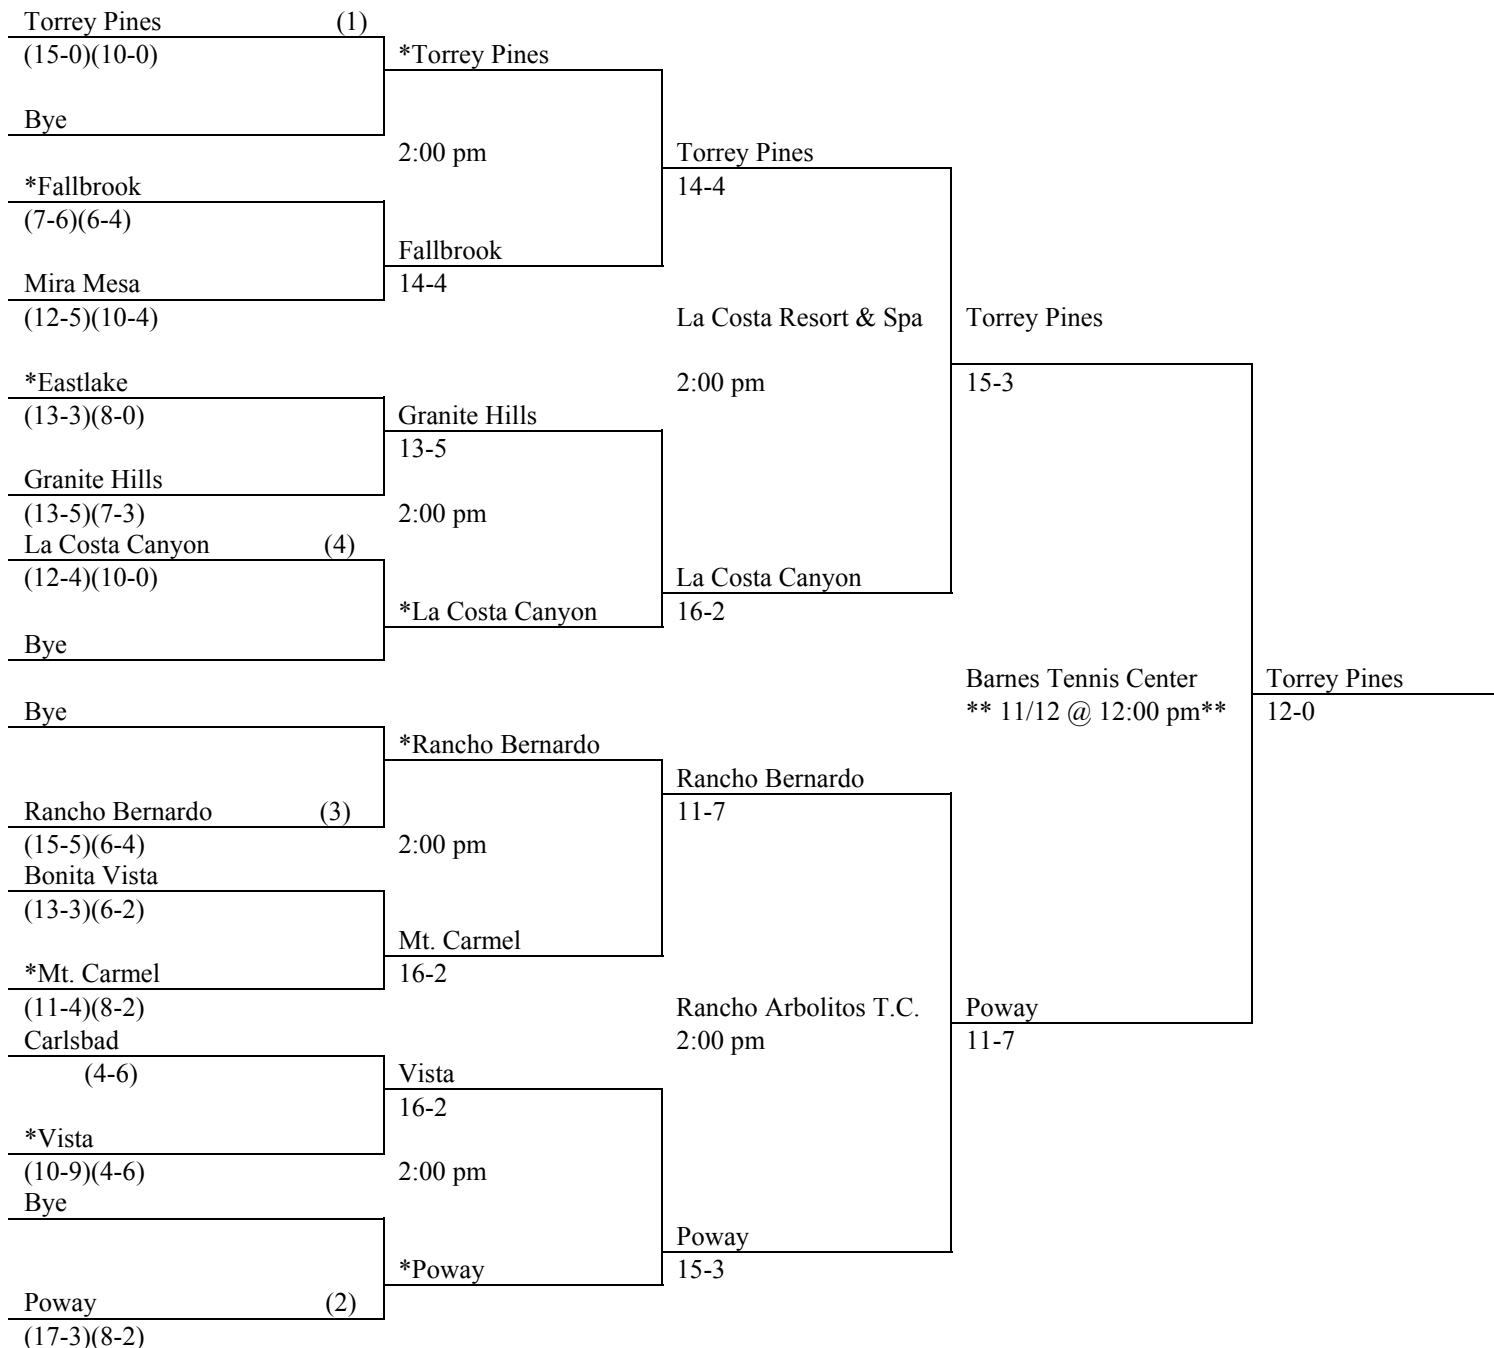 Torrey Pines (1)
(15-0)(10-0)
Bye
*Fallbrook
(7-6)(6-4)
Mira Mesa
(12-5)(10-4)
*Eastlake
(13-3)(8-0)
Granite Hills
(13-5)(7-3)
La Costa Canyon (4)
(12-4)(10-0)
Bye
Bye
Rancho Bernardo (3)
(15-5)(6-4)
Bonita Vista
(13-3)(6-2)
*Mt. Carmel
(11-4)(8-2)
Carlsbad
(4-6)
*Vista
(10-9)(4-6)
Bye
Poway (2)
(17-3)(8-2)
*Torrey Pines
2:00 pm
Fallbrook
14-4
Granite Hills
13-5
2:00 pm
*La Costa Canyon
*Rancho Bernardo
2:00 pm
Mt. Carmel
16-2
Vista
16-2
2:00 pm
*Poway
Torrey Pines
14-4
La Costa Resort & Spa
2:00 pm
La Costa Canyon
16-2
Rancho Bernardo
11-7
Rancho Arbolitos T.C.
2:00 pm
Poway
15-3
Torrey Pines
15-3
Barnes Tennis Center
** 11/12 @ 12:00 pm**
Poway
11-7
Torrey Pines
12-0